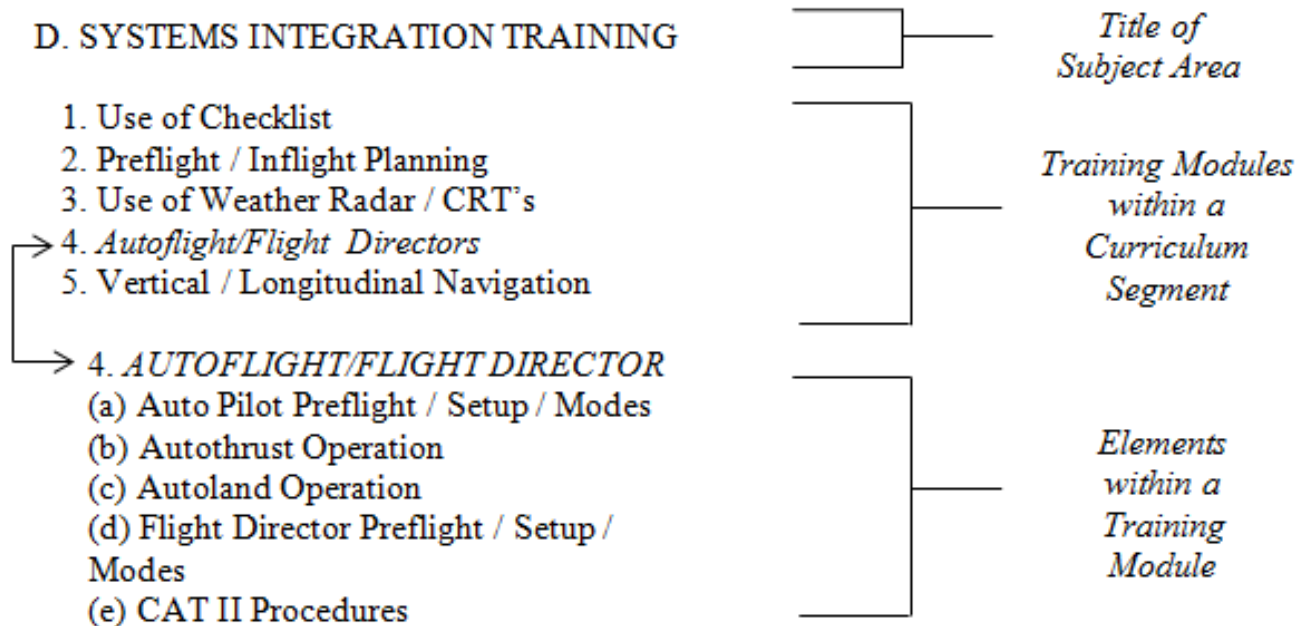 D. SYSTEMS INTEGRATION TRAINING
Title of
Subject Area
1. Use of Checklist
2. Preflight / Inflight Planning
3. Use of Weather Radar / CRT’s
4. Autoflight/Flight Directors
5. Vertical / Longitudinal Navigation
Training Modules
within a
Curriculum
Segment
4. AUTOFLIGHT/FLIGHT DIRECTOR
(a) Auto Pilot Preflight / Setup / Modes
(b) Autothrust Operation
(c) Autoland Operation
(d) Flight Director Preflight / Setup /
Modes
(e) CAT II Procedures
Elements
within a
Training
Module